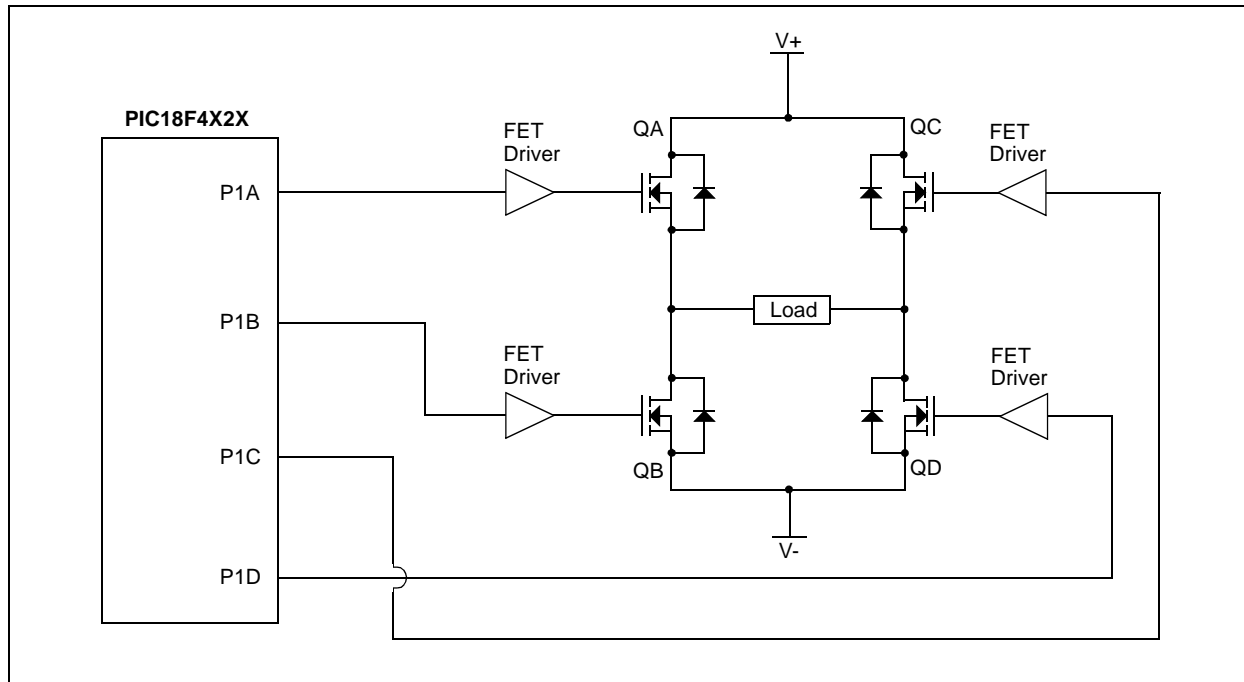 V+
PIC18F4X2X
FET
Driver
QA
QC
FET
Driver
P1A
P1B
Load
FET
Driver
FET
Driver
P1C
QB
QD
V-
P1D